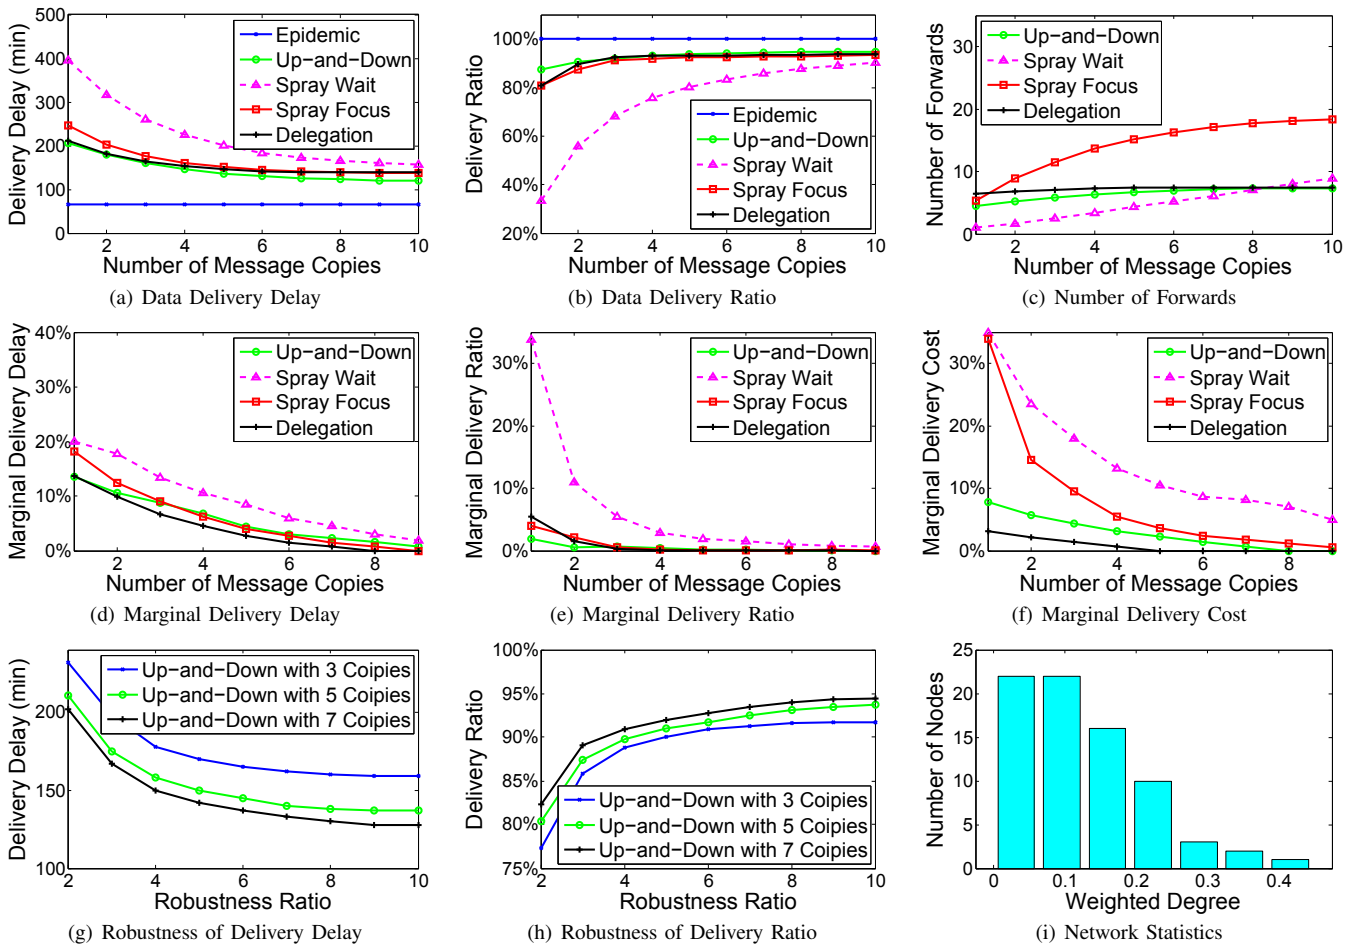 500
400
300
200
100
0
2
4
6
8
10
Delivery Delay (min)
Number of Message Copies
Epidemic
Up−and−Down
Spray Wait
Spray Focus
Delegation
(a) Data Delivery Delay
100%
80%
60%
40%
20%
2
4
6
8
10
Delivery Ratio
Number of Message Copies
Epidemic
Up−and−Down
Spray Wait
Spray Focus
Delegation
(b) Data Delivery Ratio
30
20
10
0
2
4
6
8
10
Number of Forwards
Number of Message Copies
Up−and−Down
Spray Wait
Spray Focus
Delegation
(c) Number of Forwards
40%
30%
20%
10%
0%
2
4
6
8
Marginal Delivery Delay
Number of Message Copies
Up−and−Down
Spray Wait
Spray Focus
Delegation
(d) Marginal Delivery Delay
30%
20%
10%
0%
2
4
6
8
Marginal Delivery Ratio
Number of Message Copies
Up−and−Down
Spray Wait
Spray Focus
Delegation
(e) Marginal Delivery Ratio
30%
20%
10%
0%
2
4
6
8
Marginal Delivery Cost
Number of Message Copies
Up−and−Down
Spray Wait
Spray Focus
Delegation
(f) Marginal Delivery Cost
200
150
100
2
4
6
8
10
Delivery Delay (min)
Robustness Ratio
Up−and−Down with 3 Coipies
Up−and−Down with 5 Coipies
Up−and−Down with 7 Coipies
(g) Robustness of Delivery Delay
100%
95%
90%
85%
80%
75%
2
4
6
8
10
Delivery Ratio
Robustness Ratio
Up−and−Down with 3 Coipies
Up−and−Down with 5 Coipies
Up−and−Down with 7 Coipies
(h) Robustness of Delivery Ratio
25
20
15
10
5
0
0
0.1
0.2
0.3
0.4
Number of Nodes
Weighted Degree
(i) Network Statistics